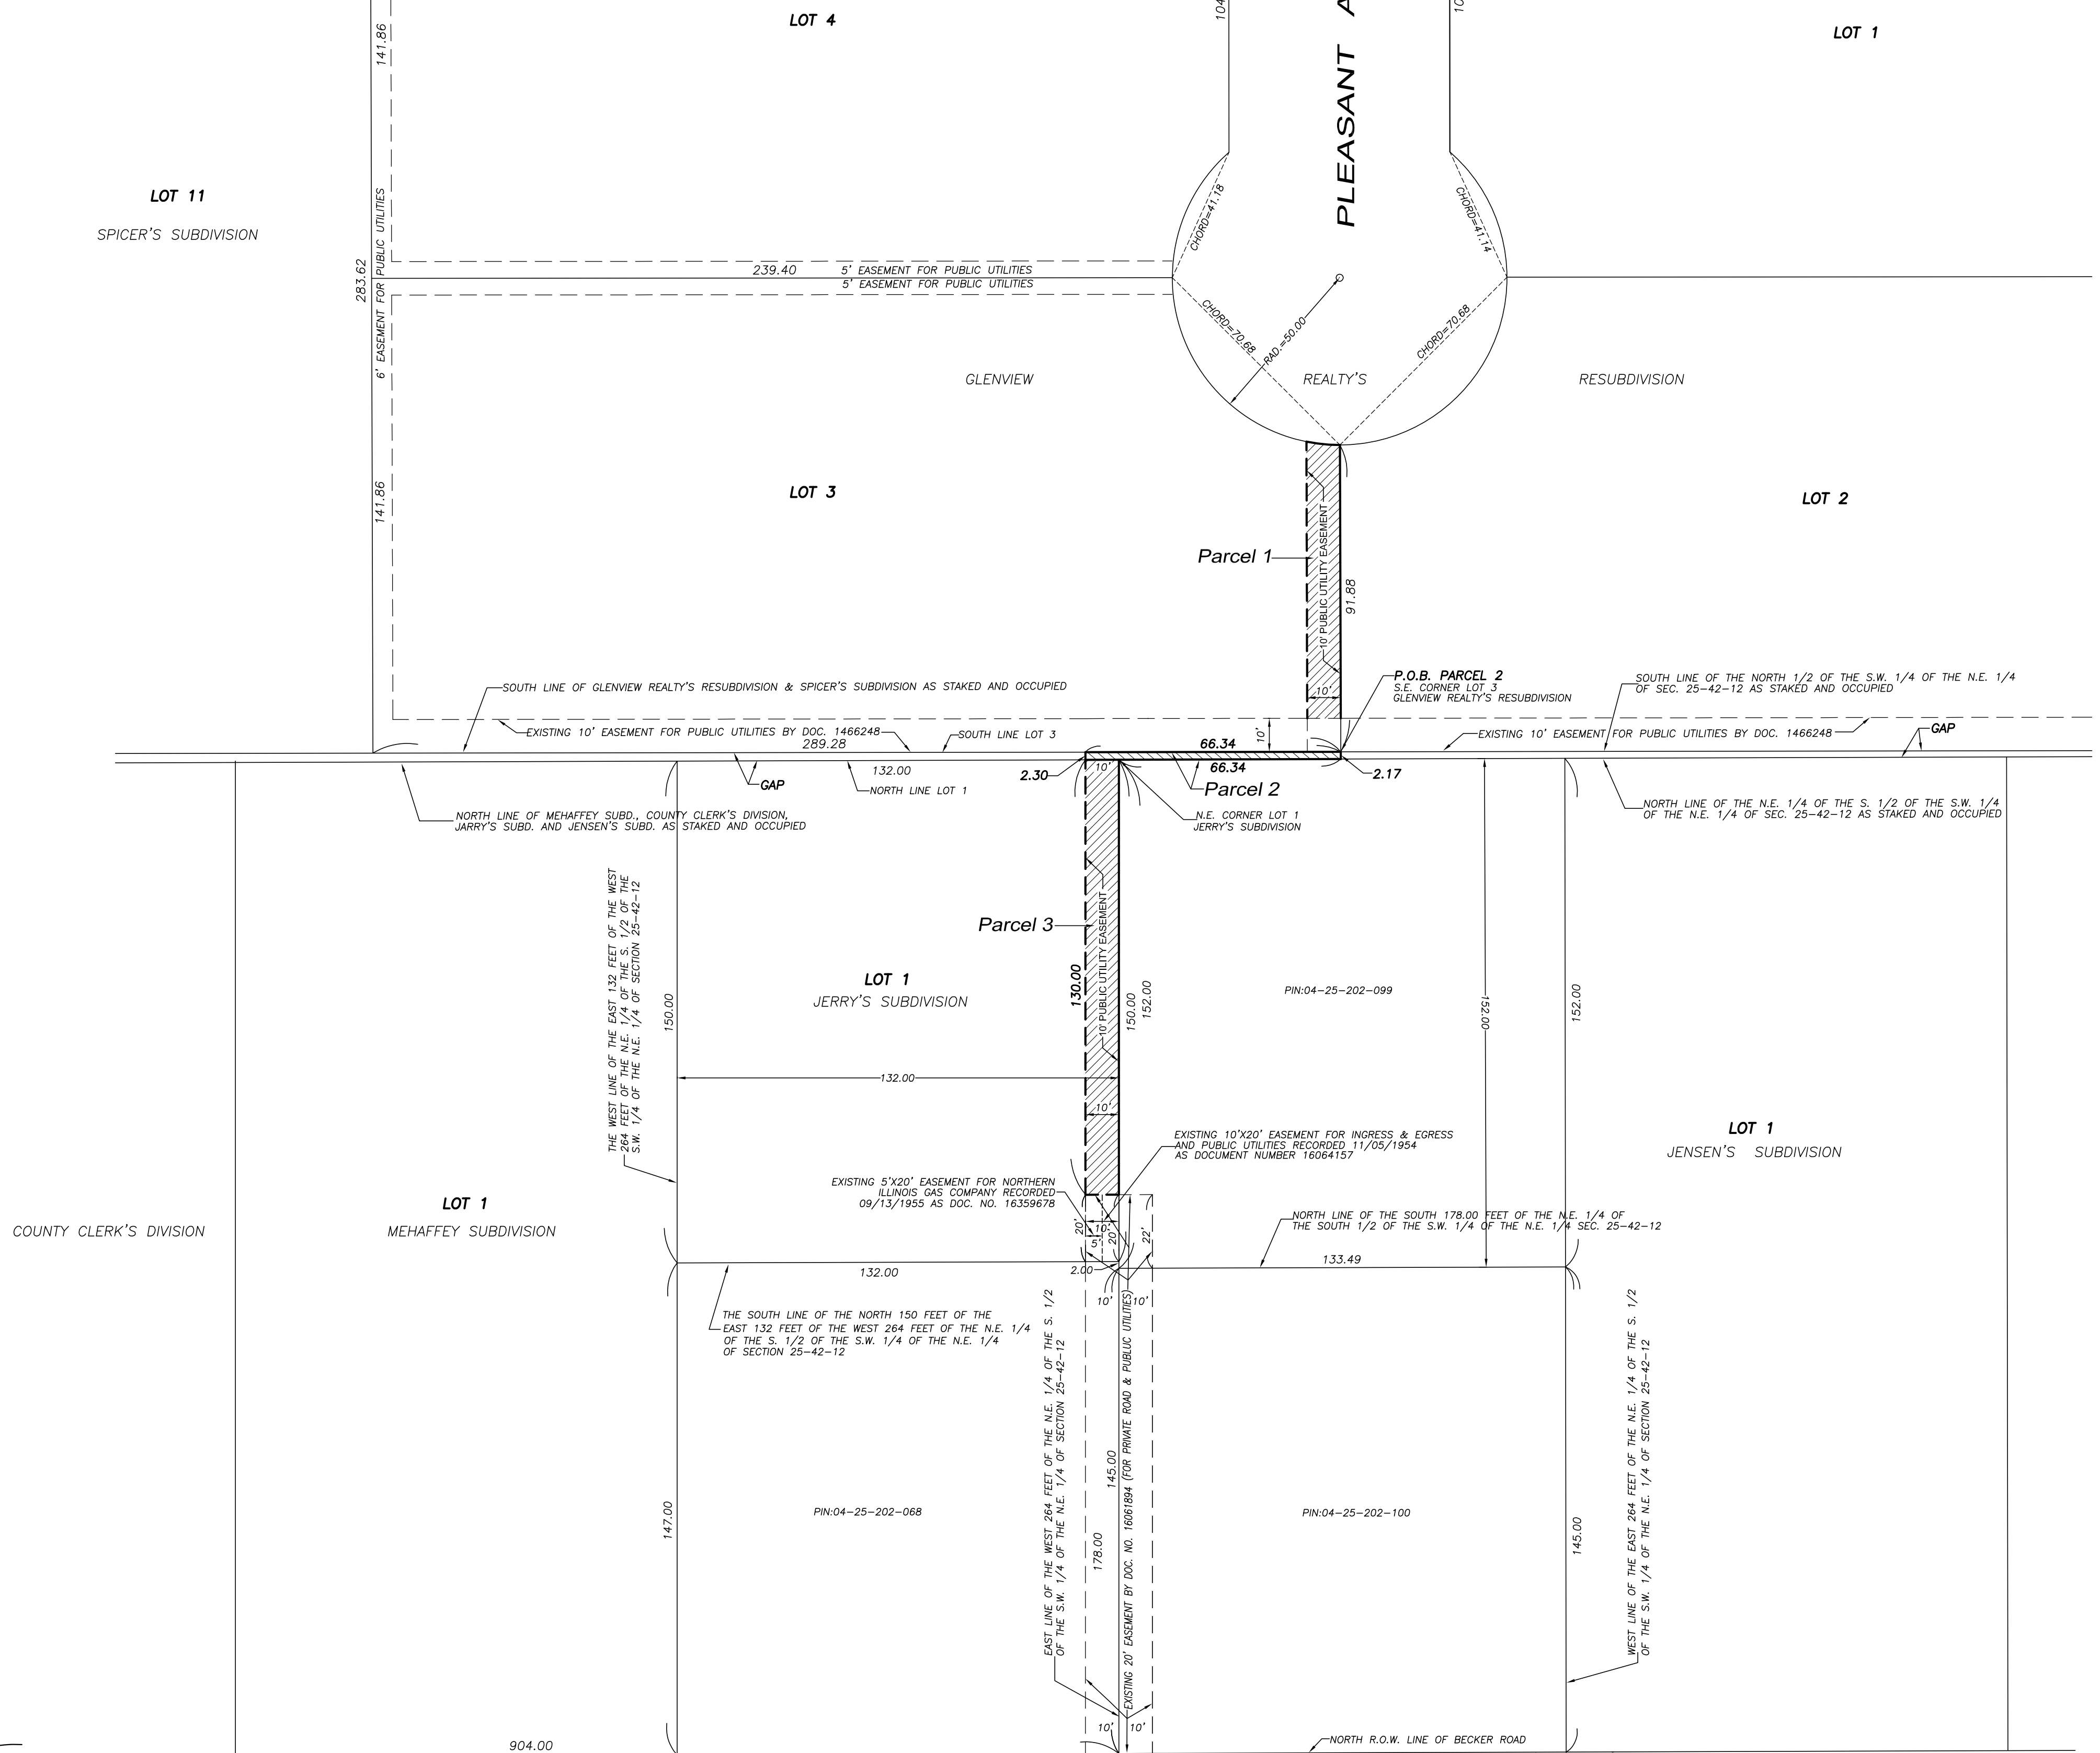 LOT 4
141.86
104
PLEASANT A
10
LOT 1
LOT 11
SPICER'S SUBDIVISION
283.62
6' EASEMENT FOR PUBLIC UTILITIES
239.40
5' EASEMENT FOR PUBLIC UTILITIES
5' EASEMENT FOR PUBLIC UTILITIES
CHORD=41.18
CHORD=41.14
CHORD=70.68
RAD.=50.00
CHORD=70.68
GLENVIEW
REALTY'S
RESUBDIVISION
141.86
LOT 3
LOT 2
Parcel 1
10' PUBLIC UTILITY EASEMENT
91.88
10'
P.O.B. PARCEL 2
S.E. CORNER LOT 3
GLENVIEW REALTY'S RESUBDIVISION
SOUTH LINE OF THE NORTH 1/2 OF THE S.W. 1/4 OF THE N.E. 1/4
OF SEC. 25-42-12 AS STAKED AND OCCUPIED
SOUTH LINE OF GLENVIEW REALTY'S RESUBDIVISION & SPICER'S SUBDIVISION AS STAKED AND OCCUPIED
EXISTING 10' EASEMENT FOR PUBLIC UTILITIES BY DOC. 1466248
SOUTH LINE LOT 3
289.28
66.34
10'
EXISTING 10' EASEMENT FOR PUBLIC UTILITIES BY DOC. 1466248
GAP
132.00
2.30
10'
66.34
2.17
GAP
NORTH LINE LOT 1
Parcel 2
NORTH LINE OF MEHAFFEY SUBD., COUNTY CLERK'S DIVISION,
JARRY'S SUBD. AND JENSEN'S SUBD. AS STAKED AND OCCUPIED
N.E. CORNER LOT 1
JERRY'S SUBDIVISION
NORTH LINE OF THE N.E. 1/4 OF THE S. 1/2 OF THE S.W. 1/4
OF THE N.E. 1/4 OF SEC. 25-42-12 AS STAKED AND OCCUPIED
THE WEST LINE OF THE EAST 132 FEET OF THE WEST
264 FEET OF THE N.E. 1/4 OF THE S. 1/2 OF THE
S.W. 1/4 OF THE N.E. 1/4 OF SECTION 25-42-12
Parcel 3
10' PUBLIC UTILITY EASEMENT
LOT 1
JERRY'S SUBDIVISION
150.00
130.00
150.00
152.00
PIN:04-25-202-099
152.00
152.00
132.00
10'
EXISTING 10'X20' EASEMENT FOR INGRESS & EGRESS
AND PUBLIC UTILITIES RECORDED 11/05/1954
AS DOCUMENT NUMBER 16064157
LOT 1
JENSEN'S SUBDIVISION
EXISTING 5'X20' EASEMENT FOR NORTHERN
ILLINOIS GAS COMPANY RECORDED
09/13/1955 AS DOC. NO. 16359678
LOT 1
MEHAFFEY SUBDIVISION
COUNTY CLERK'S DIVISION
20'
10'
5'
20'
22'
NORTH LINE OF THE SOUTH 178.00 FEET OF THE N.E. 1/4 OF
THE SOUTH 1/2 OF THE S.W. 1/4 OF THE N.E. 1/4 SEC. 25-42-12
132.00
2.00
133.49
10'
10'
THE SOUTH LINE OF THE NORTH 150 FEET OF THE
EAST 132 FEET OF THE WEST 264 FEET OF THE N.E. 1/4
OF THE S. 1/2 OF THE S.W. 1/4 OF THE N.E. 1/4
OF SECTION 25-42-12
EAST LINE OF THE WEST 264 FEET OF THE N.E. 1/4 OF THE S. 1/2
OF THE S.W. 1/4 OF THE N.E. 1/4 OF SECTION 25-42-12
EXISTING 20' EASEMENT BY DOC. NO. 16061894 (FOR PRIVATE ROAD & PUBLUC UTILITIES)
WEST LINE OF THE EAST 264 FEET OF THE N.E. 1/4 OF THE S. 1/2
OF THE S.W. 1/4 OF THE N.E. 1/4 OF SECTION 25-42-12
147.00
PIN:04-25-202-068
145.00
178.00
PIN:04-25-202-100
145.00
10'
10'
904.00
NORTH R.O.W. LINE OF BECKER ROAD